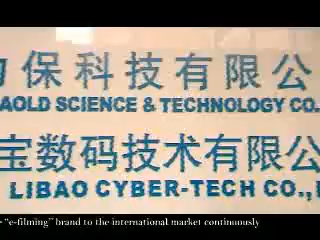 保科技有限公
AOLD SCIENCE & TECHNOLOGY CO.
宝数码技术有限公
LIBAO CYBER-TECH CO.,
"e-filming" brand to the international market continuously